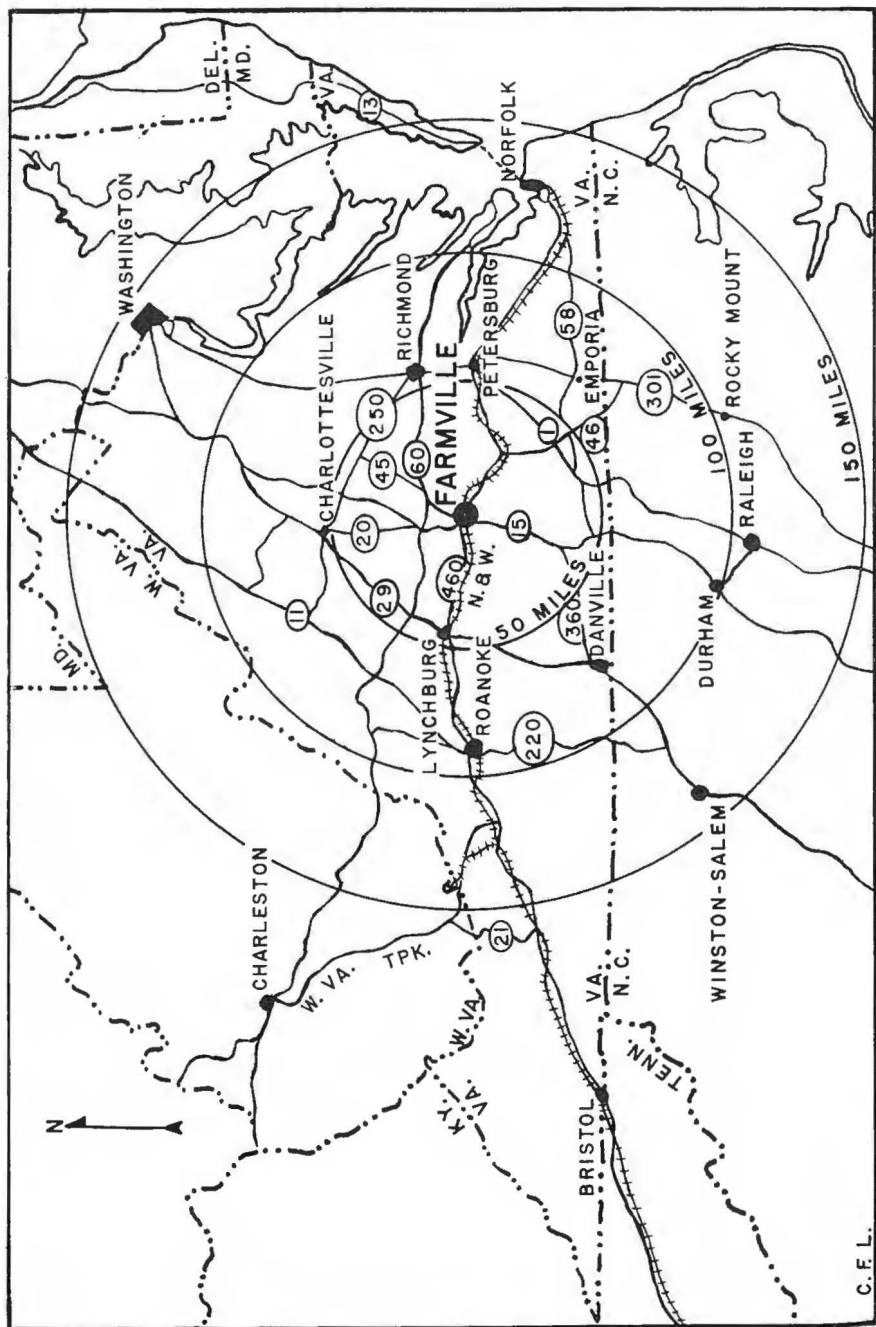 DEL.
MD.
VA.
13
WASHINGTON
NORFOLK
VA.
N.C.
CHARLOTTESVILLE
RICHMOND
PETERSBURG
FARMVILLE
250
45
60
20
15
58
EMPORIA
46
1
301
ROCKY MOUNT
MD.
W. VA.
VA.
11
29
460
N.&W.
LYNCHBURG
ROANOKE
220
360
DANVILLE
50 MILES
100 MILES
150 MILES
RALEIGH
DURHAM
WINSTON-SALEM
CHARLESTON
W. VA. TPK.
21
W. VA.
KY.
VA.
VA.
N.C.
TENN.
BRISTOL
N
C.F.L.